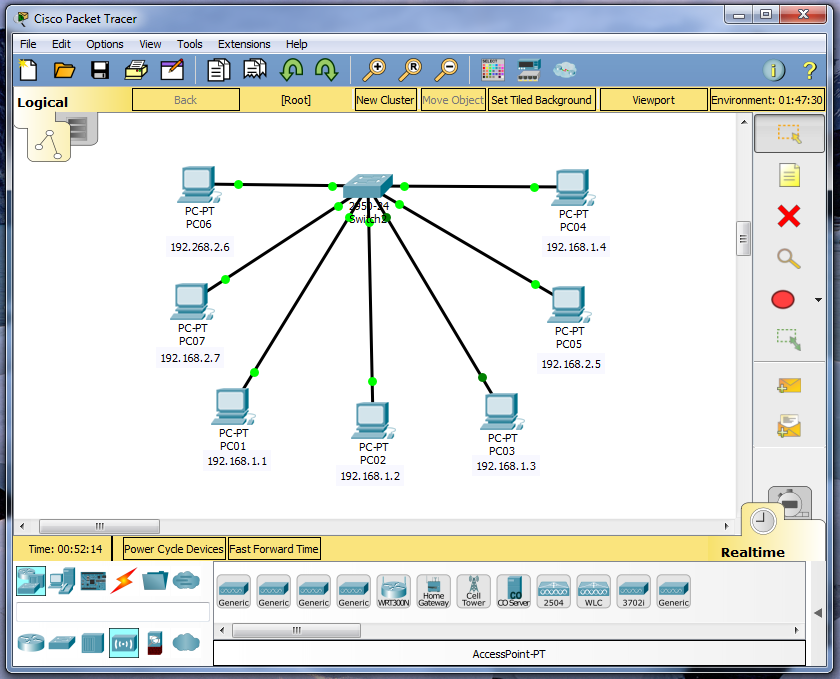 Cisco Packet Tracer
File Edit Options View Tools Extensions Help
Logical
Back
[Root]
New Cluster
Move Object
Set Tiled Background
Viewport
Environment: 01:47:30
2950-24
Switch2
PC-PT
PC06
192.268.2.6
PC-PT
PC04
192.168.1.4
PC-PT
PC07
192.168.2.7
PC-PT
PC05
192.168.2.5
PC-PT
PC01
192.168.1.1
PC-PT
PC02
192.168.1.2
PC-PT
PC03
192.168.1.3
Time: 00:52:14
Power Cycle Devices
Fast Forward Time
Realtime
Generic
Generic
Generic
Generic
WRT300N
Home
Gateway
Cell
Tower
CO
CO Server
2504
WLC
3702i
Generic
AccessPoint-PT